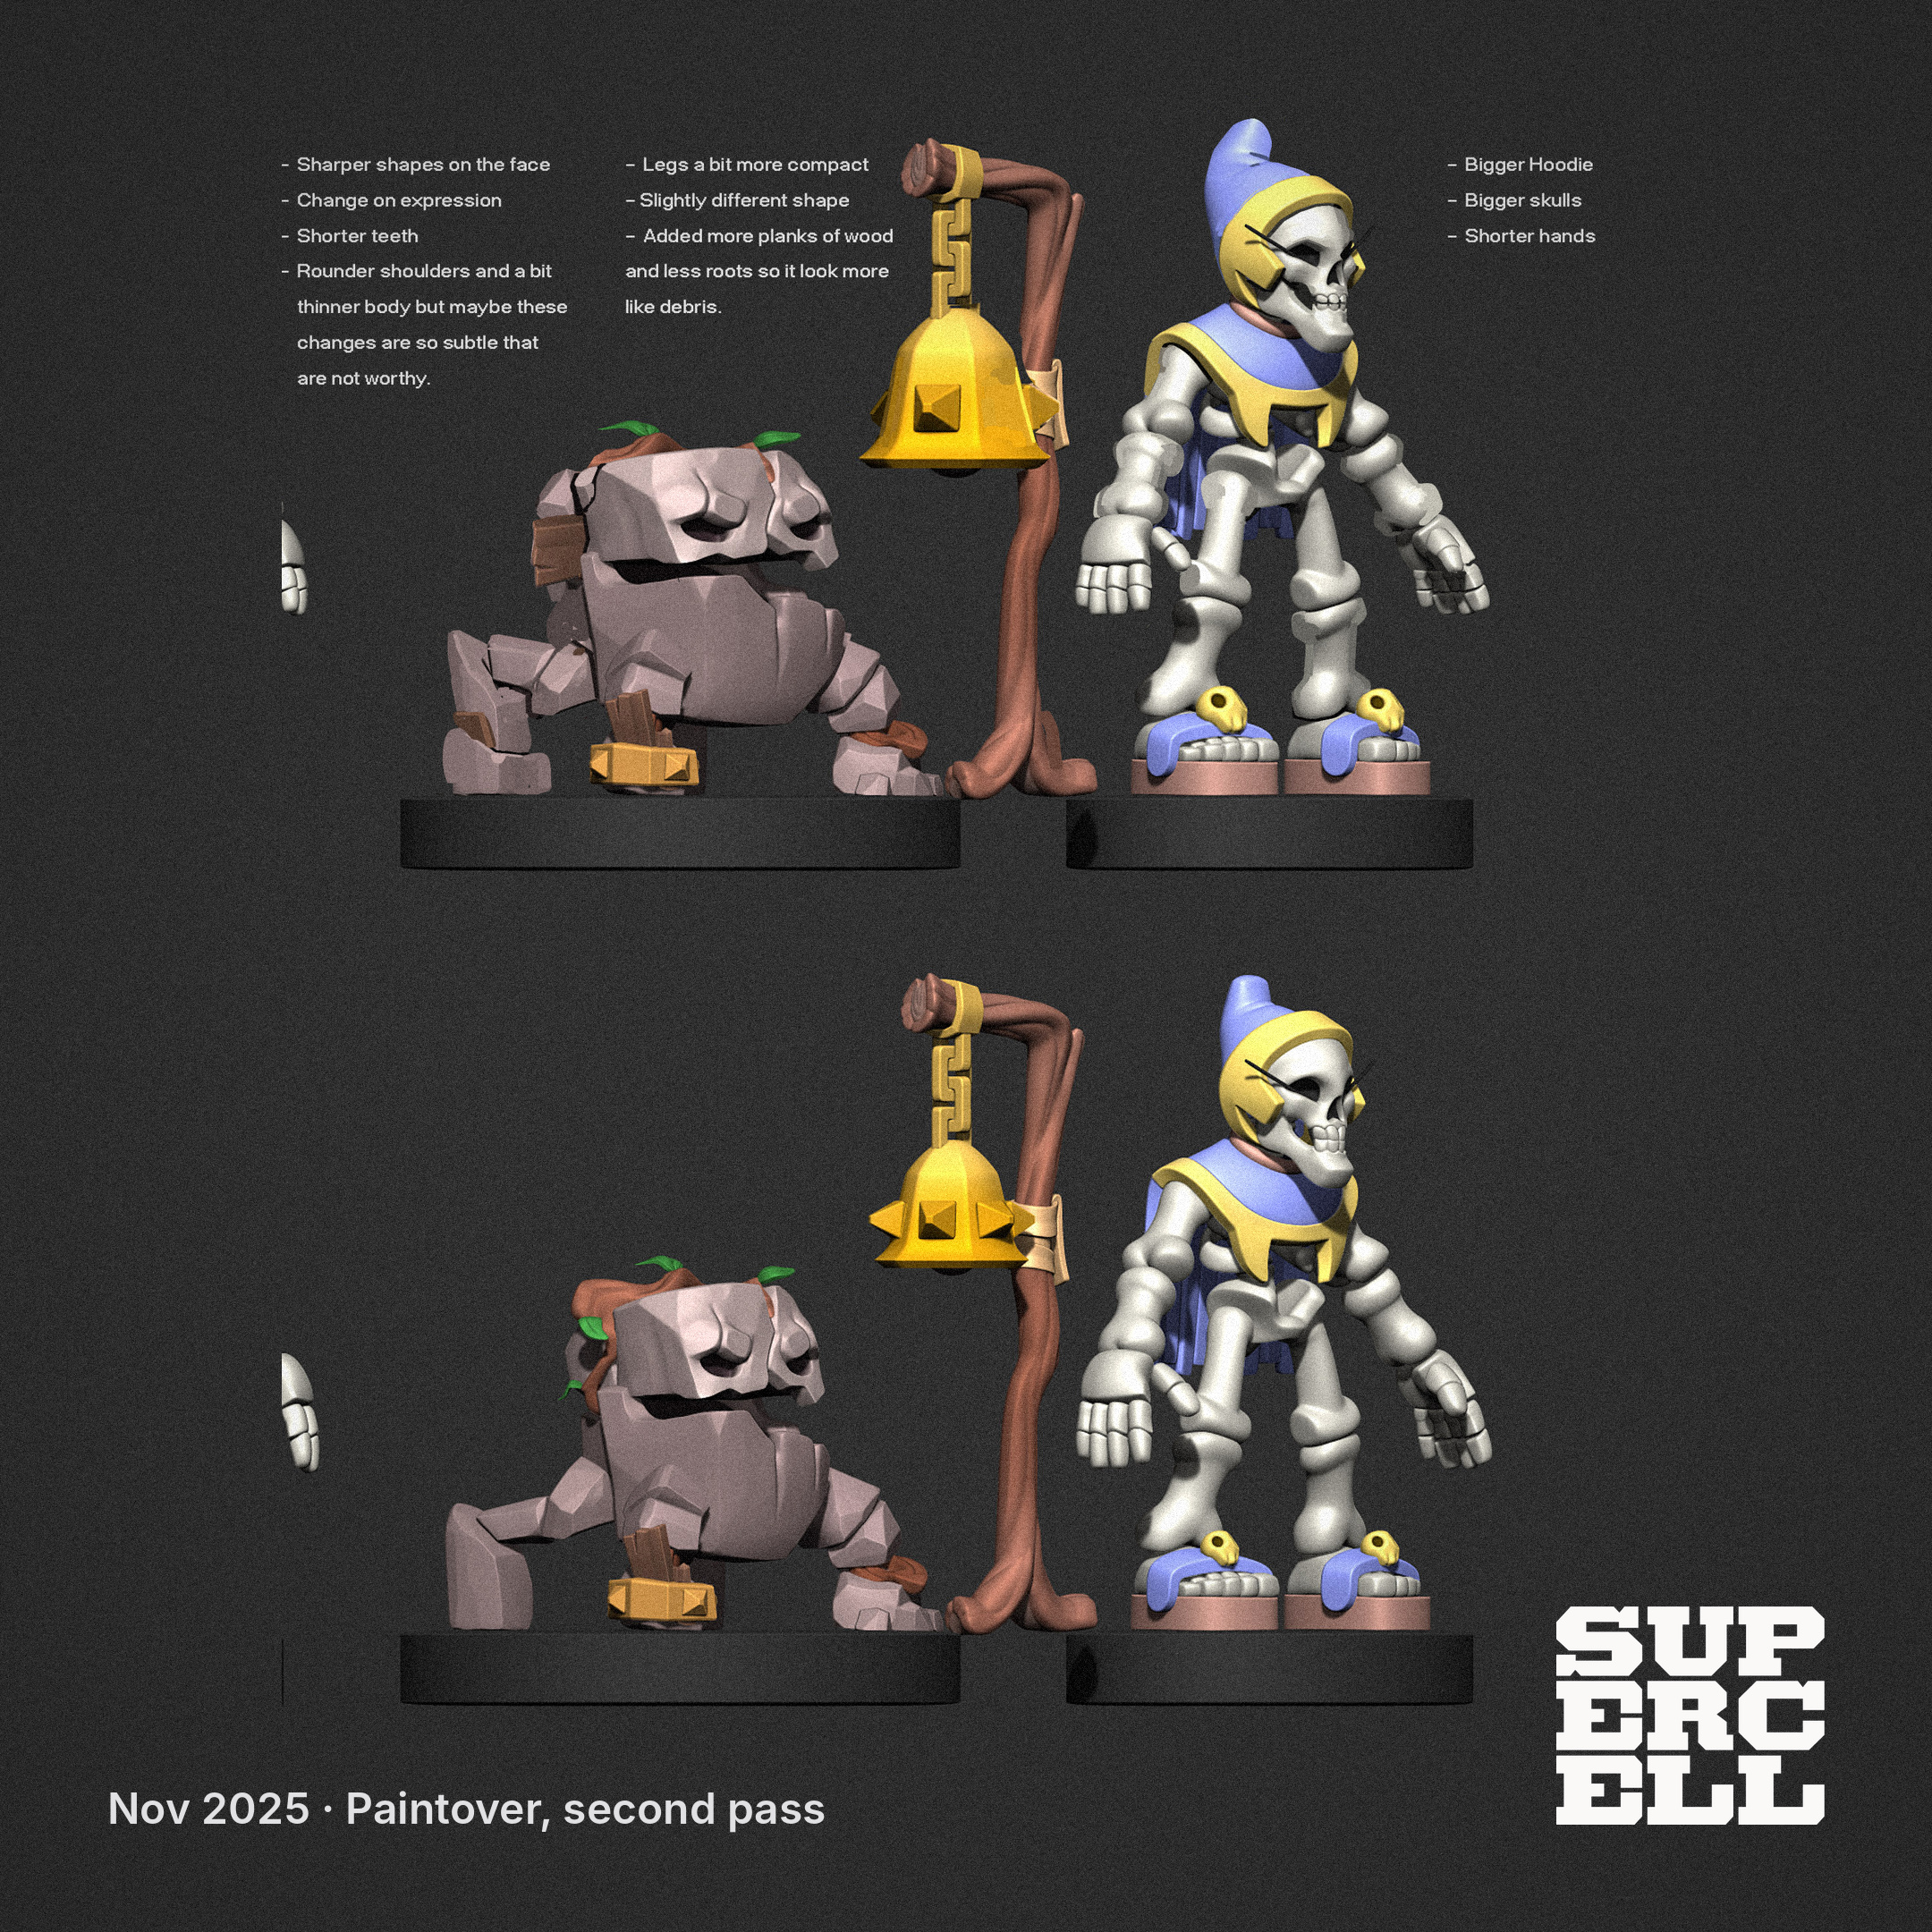 - Sharper shapes on the face
- Change on expression
- Shorter teeth
- Rounder shoulders and a bit
thinner body but maybe these
changes are so subtle that
are not worthy.
- Legs a bit more compact
- Slightly different shape
- Added more planks of wood
and less roots so it look more
like debris.
- Bigger Hoodie
- Bigger skulls
- Shorter hands
Nov 2025 · Paintover, second pass
SUP
ERC
ELL